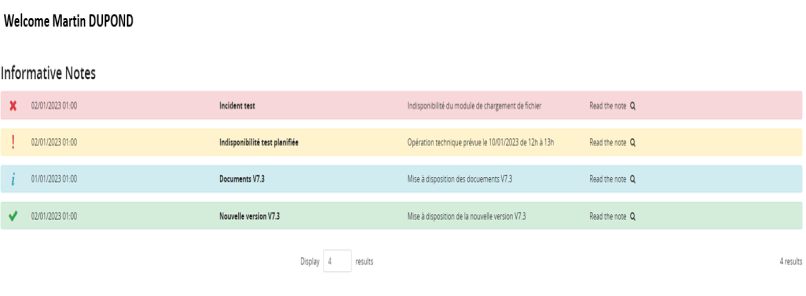 Welcome Martin DUPOND
Informative Notes
02/01/2023 01:00 Incident test Indisponibilité du module de chargement de fichier Read the note
02/01/2023 01:00 Indisponibilité test planifiée Opération technique prévue le 10/01/2023 de 12h à 13h Read the note
01/01/2023 01:00 Documents V7.3 Mise à disposition des docuements V7.3 Read the note
02/01/2023 01:00 Nouvelle version V7.3 Mise à disposition de la nouvelle version V7.3 Read the note
Display 4 results 4 results